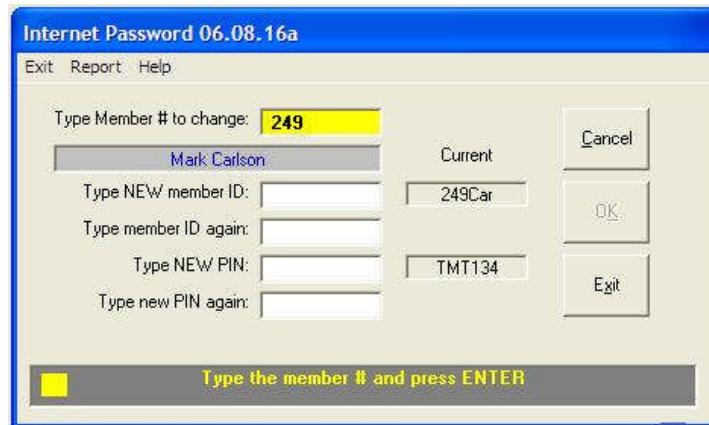 Internet Password 06.08.16a
Exit Report Help
Type Member # to change: 249
Cancel
Mark Carlson Current
Type NEW member ID: 249Car
OK
Type member ID again:
Type NEW PIN: TMT134
Exit
Type new PIN again:
Type the member # and press ENTER